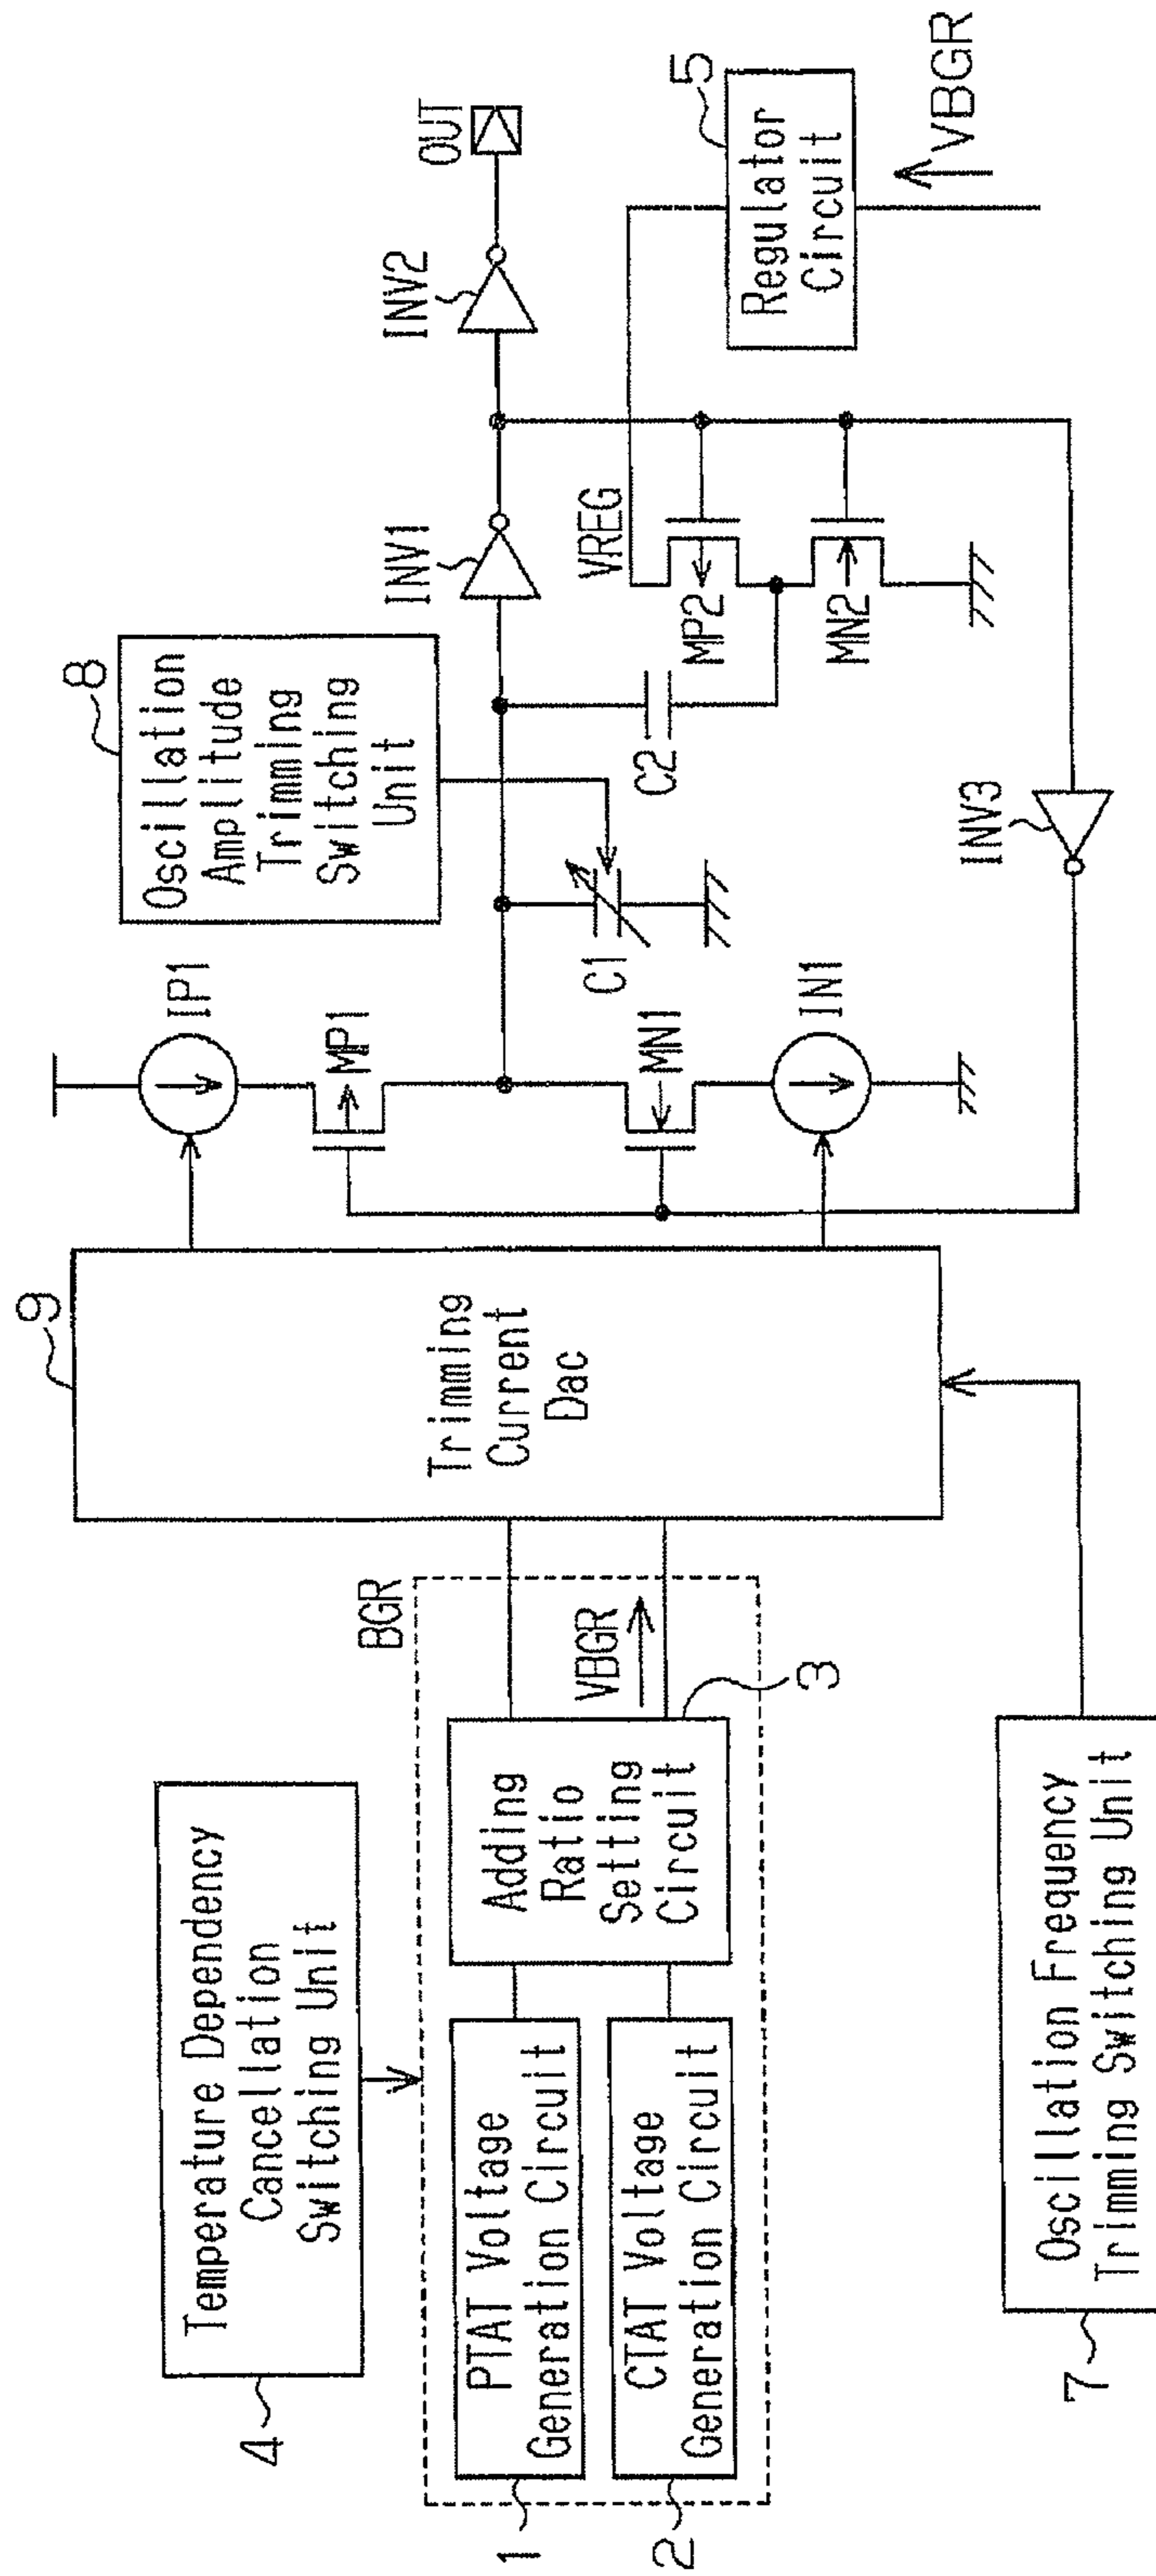 4
Temperature Dependency
Cancellation
Switching Unit
BGR
1
PTAT Voltage
Generation Circuit
2
CTAT Voltage
Generation Circuit
Adding
Ratio
Setting
Circuit
3
VBGR
7
Oscillation Frequency
Trimming Switching Unit
9
Trimming
Current
Dac
IP1
MP1
MN1
IN1
8
Oscillation
Amplitude
Trimming
Switching
Unit
C1
C2
INV1
INV2
OUT
VREG
MP2
MN2
INV3
5
Regulator
Circuit
VBGR